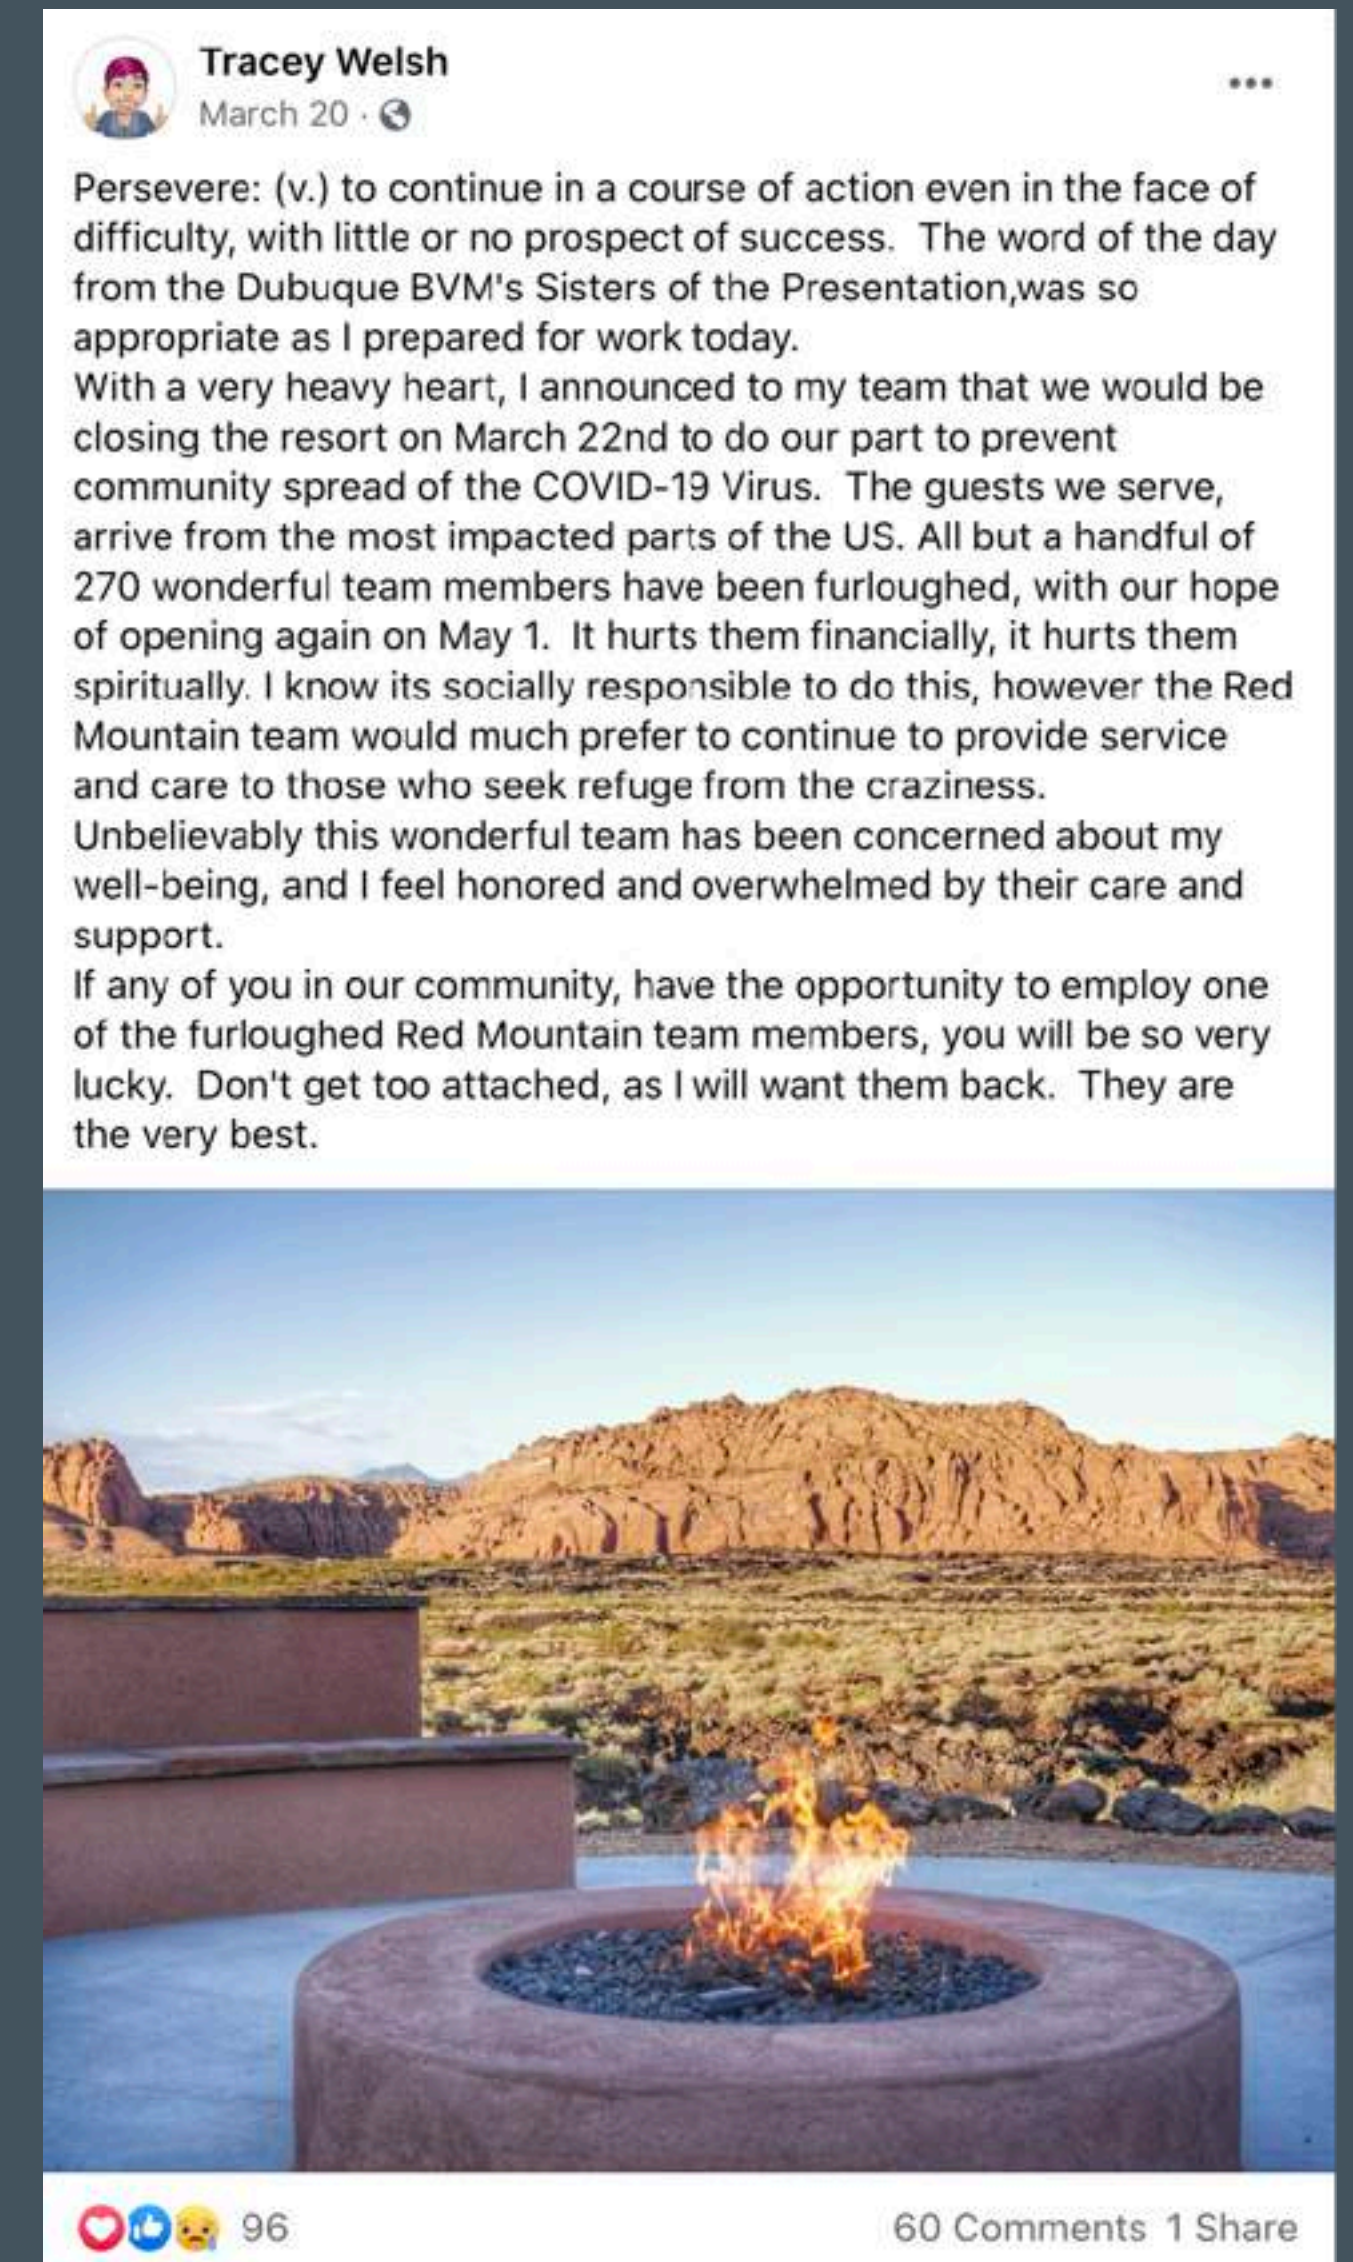 Tracey Welsh
March 20 ·
Persevere: (v.) to continue in a course of action even in the face of
difficulty, with little or no prospect of success.  The word of the day
from the Dubuque BVM's Sisters of the Presentation,was so
appropriate as I prepared for work today.
With a very heavy heart, I announced to my team that we would be
closing the resort on March 22nd to do our part to prevent
community spread of the COVID-19 Virus.  The guests we serve,
arrive from the most impacted parts of the US. All but a handful of
270 wonderful team members have been furloughed, with our hope
of opening again on May 1.  It hurts them financially, it hurts them
spiritually. I know its socially responsible to do this, however the Red
Mountain team would much prefer to continue to provide service
and care to those who seek refuge from the craziness.
Unbelievably this wonderful team has been concerned about my
well-being, and I feel honored and overwhelmed by their care and
support.
If any of you in our community, have the opportunity to employ one
of the furloughed Red Mountain team members, you will be so very
lucky.  Don't get too attached, as I will want them back.  They are
the very best.
96 60 Comments 1 Share